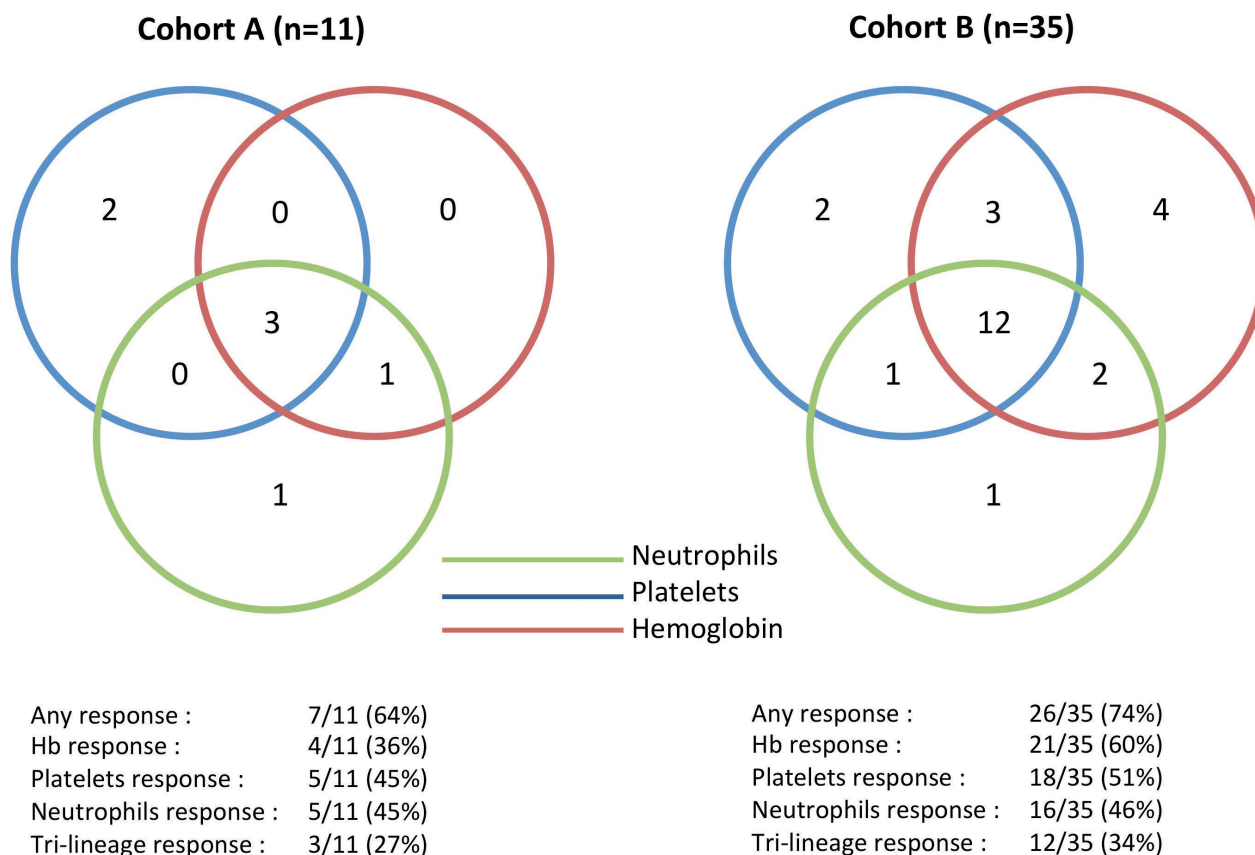 Cohort A (n=11)
Cohort B (n=35)
2
0
0
3
0
1
1
2
3
4
12
1
2
1
Neutrophils
Platelets
Hemoglobin
Any response : 7/11 (64%)
Hb response : 4/11 (36%)
Platelets response : 5/11 (45%)
Neutrophils response : 5/11 (45%)
Tri-lineage response : 3/11 (27%)
Any response : 26/35 (74%)
Hb response : 21/35 (60%)
Platelets response : 18/35 (51%)
Neutrophils response : 16/35 (46%)
Tri-lineage response : 12/35 (34%)